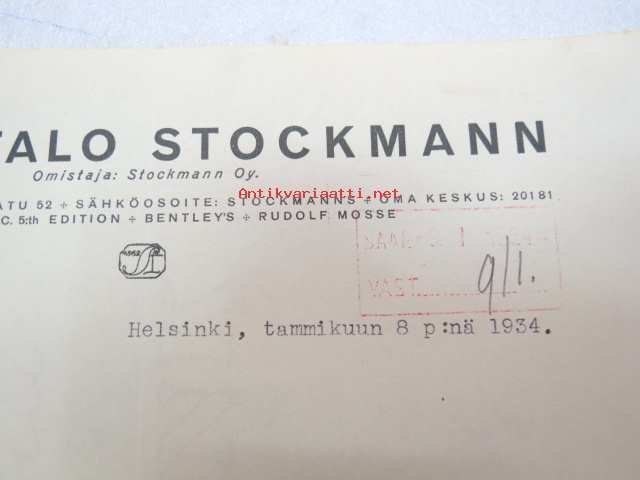 TALO STOCKMANN
Omistaja: Stockmann Oy.
Antikvariaatti.net
ATU 52 ÷ SÄHKÖOSOITE: STOCKMANNS ÷ OMA KESKUS: 20181
C. 5:th EDITION ÷ BENTLEY'S ÷ RUDOLF MOSSE
SAAP.
VAST.
9/1.
Helsinki, tammikuun 8 p:nä 1934.